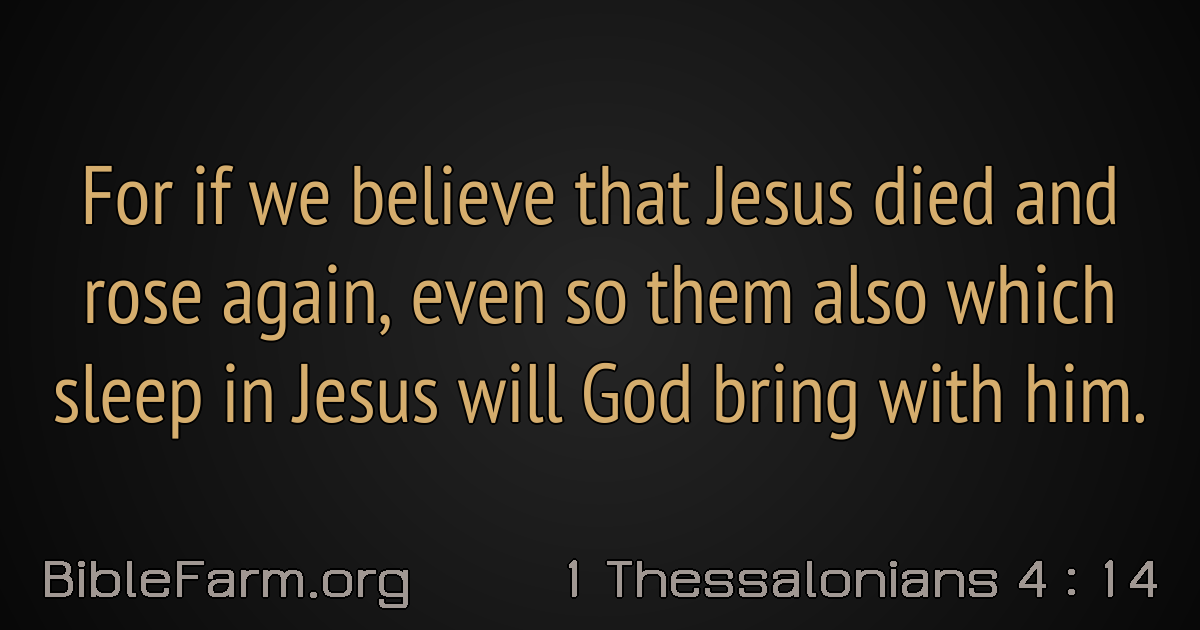 For if we believe that Jesus died and
rose again, even so them also which
sleep in Jesus will God bring with him.
BibleFarm.org 1 Thessalonians 4 : 14